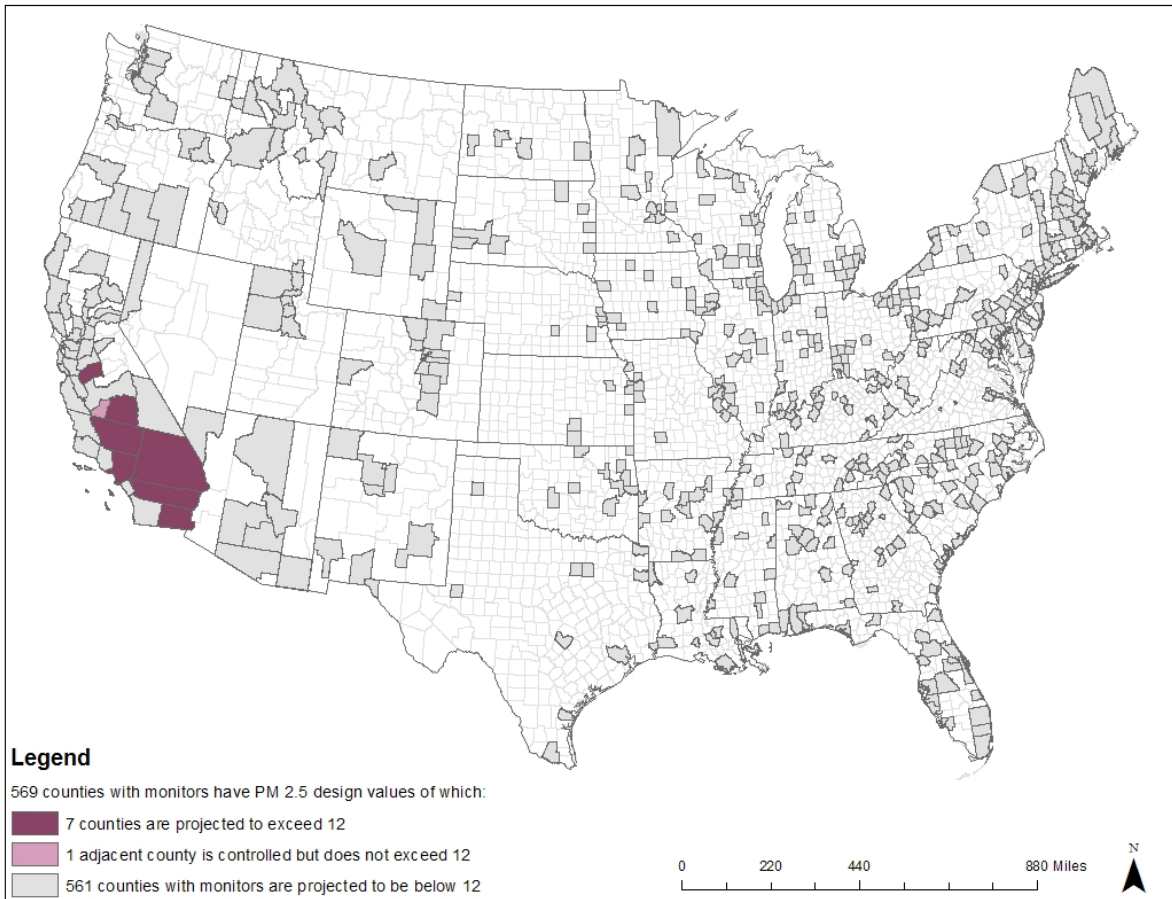 Legend
569 counties with monitors have PM 2.5 design values of which:
7 counties are projected to exceed 12
1 adjacent county is controlled but does not exceed 12
561 counties with monitors are projected to be below 12
0 220 440 880 Miles
N